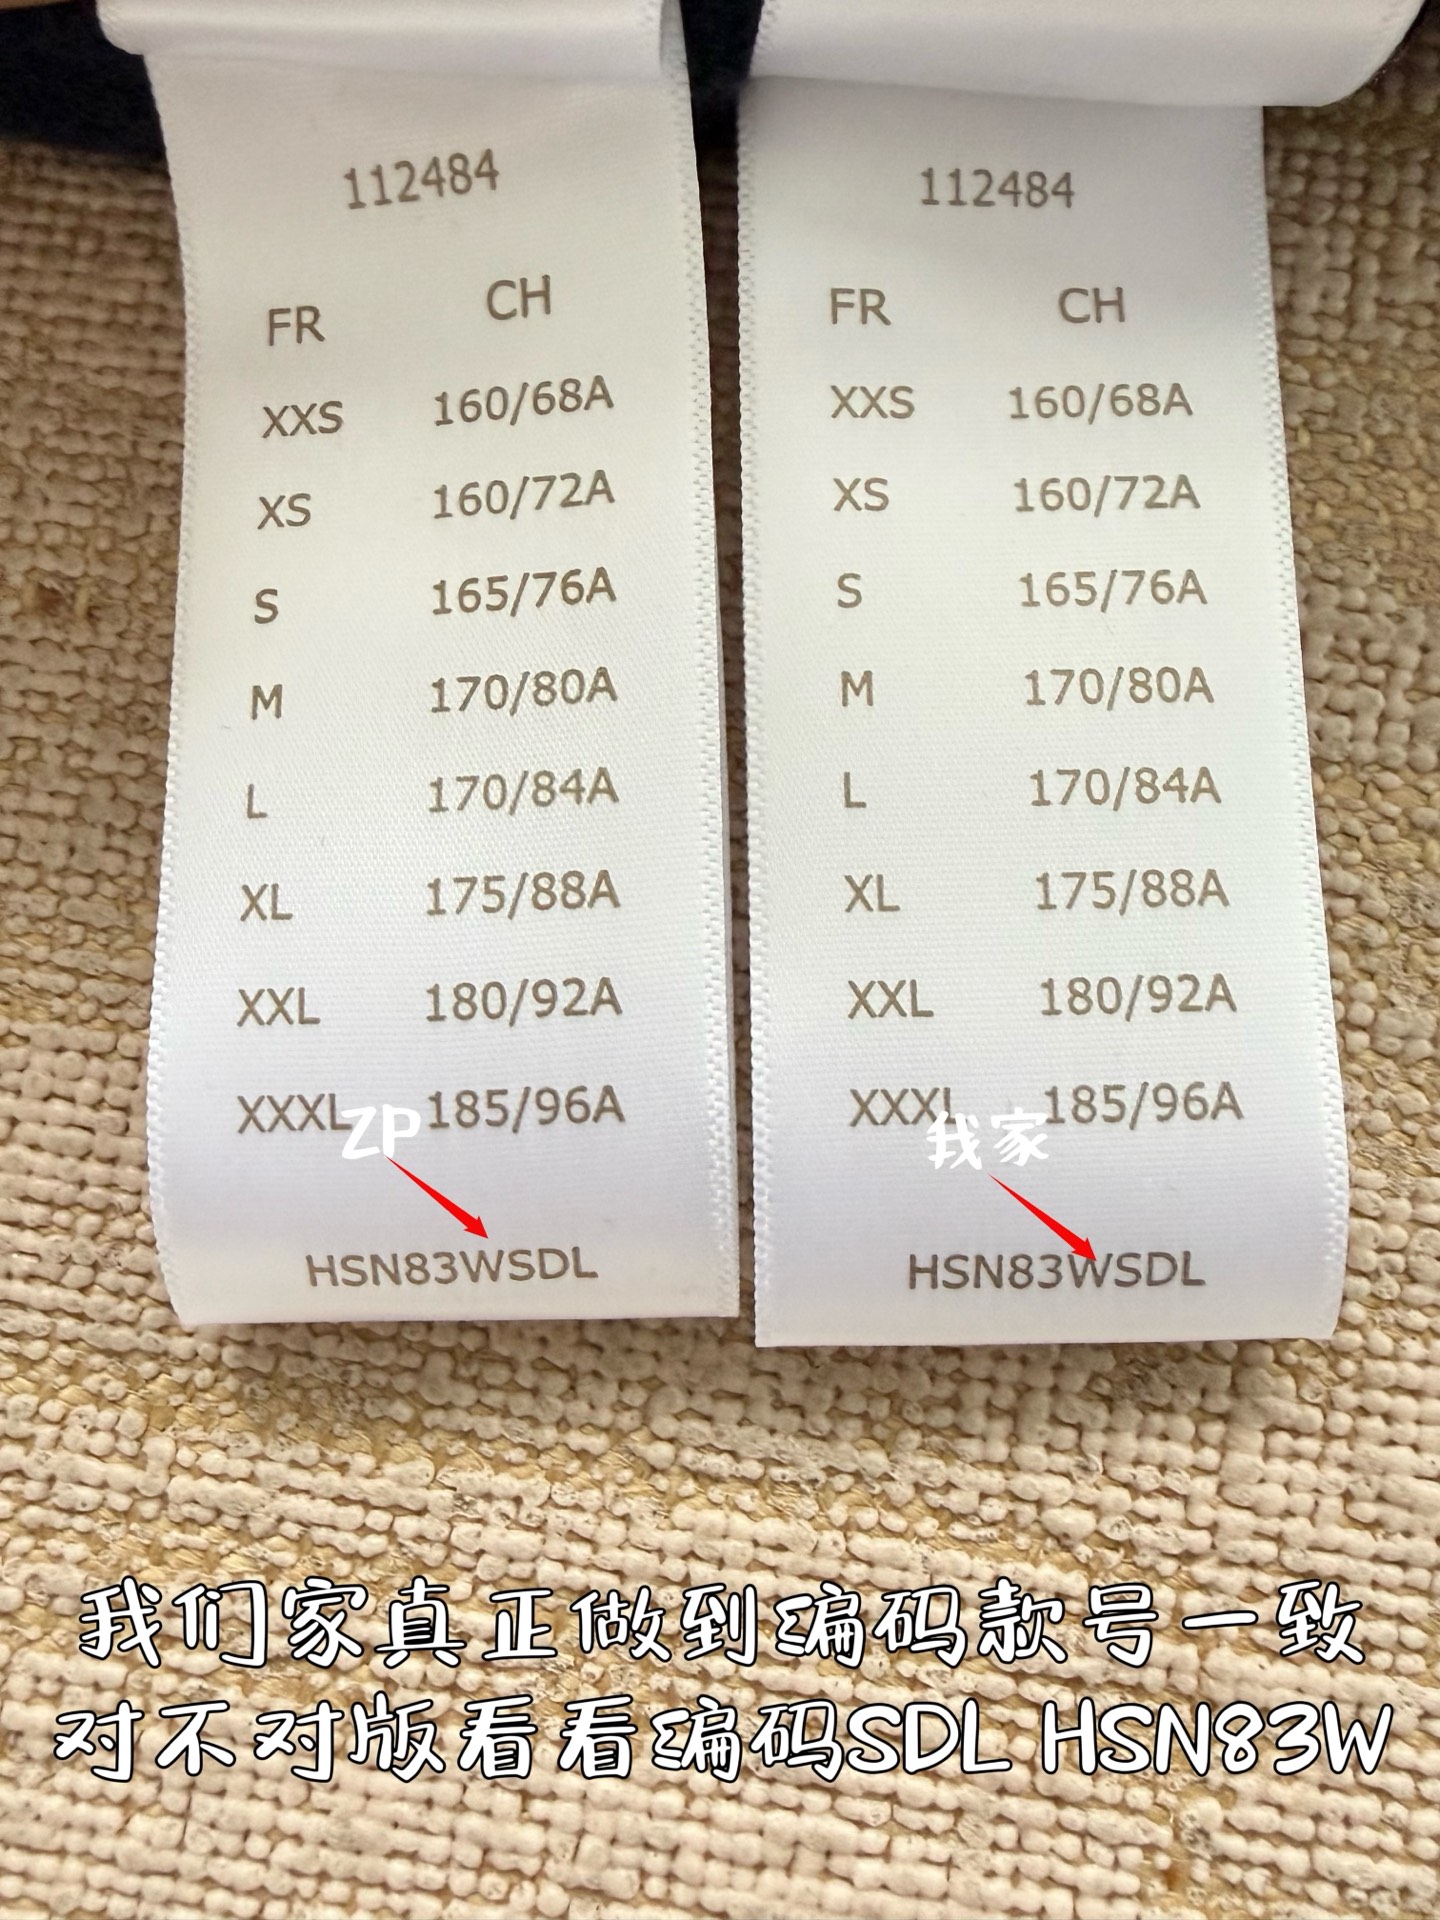 112484
FR CH
XXS 160/68A
XS 160/72A
S 165/76A
M 170/80A
L 170/84A
XL 175/88A
XXL 180/92A
XXXL 185/96A
ZP
HSN83WSDL
112484
FR CH
XXS 160/68A
XS 160/72A
S 165/76A
M 170/80A
L 170/84A
XL 175/88A
XXL 180/92A
XXXL 185/96A
我家
HSN83WSDL
我们家真正做到编码款号一致
对不对版看看编码SDL HSN83W